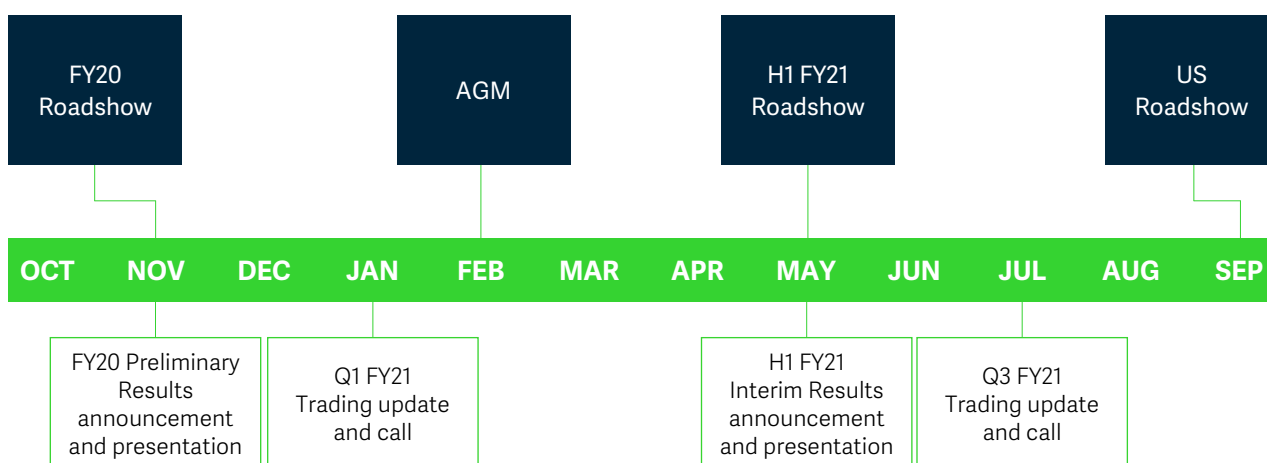 FY20
Roadshow
AGM
H1 FY21
Roadshow
US
Roadshow
OCT NOV DEC JAN FEB MAR APR MAY JUN JUL AUG SEP
FY20 Preliminary
Results
announcement
and presentation
Q1 FY21
Trading update
and call
H1 FY21
Interim Results
announcement
and presentation
Q3 FY21
Trading update
and call